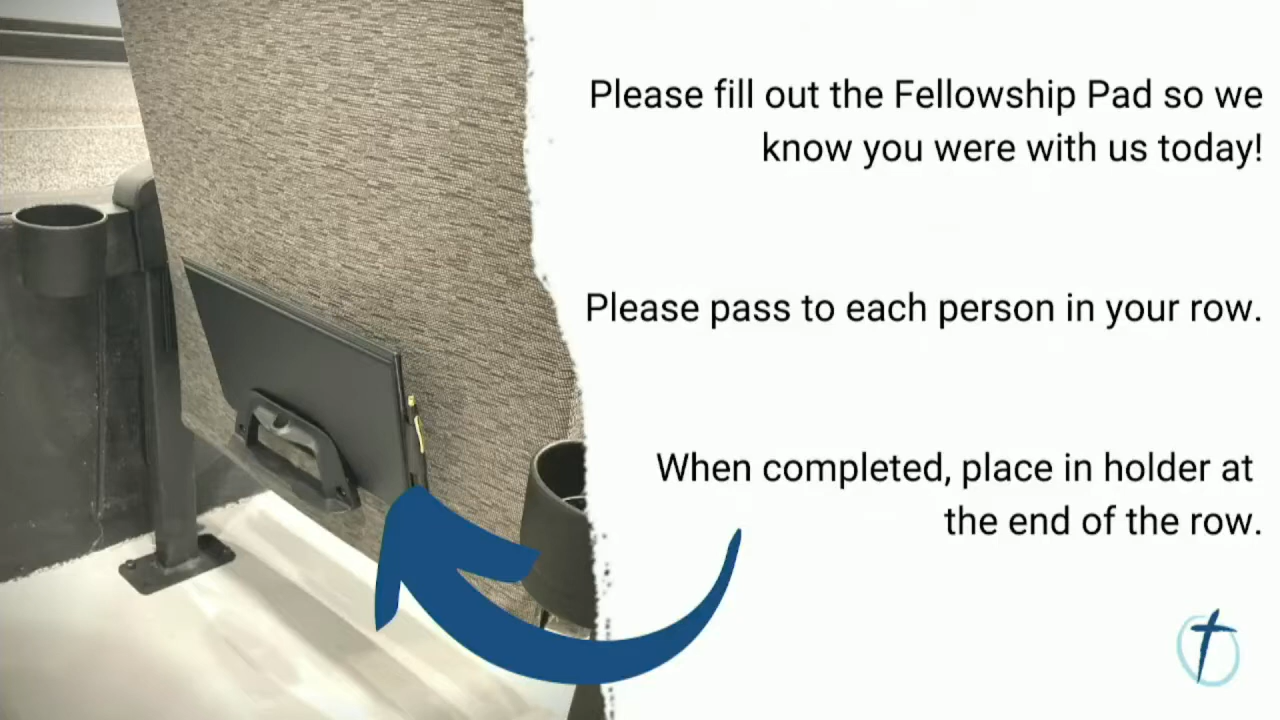 Please fill out the Fellowship Pad so we
know you were with us today!
Please pass to each person in your row.
When completed, place in holder at
the end of the row.